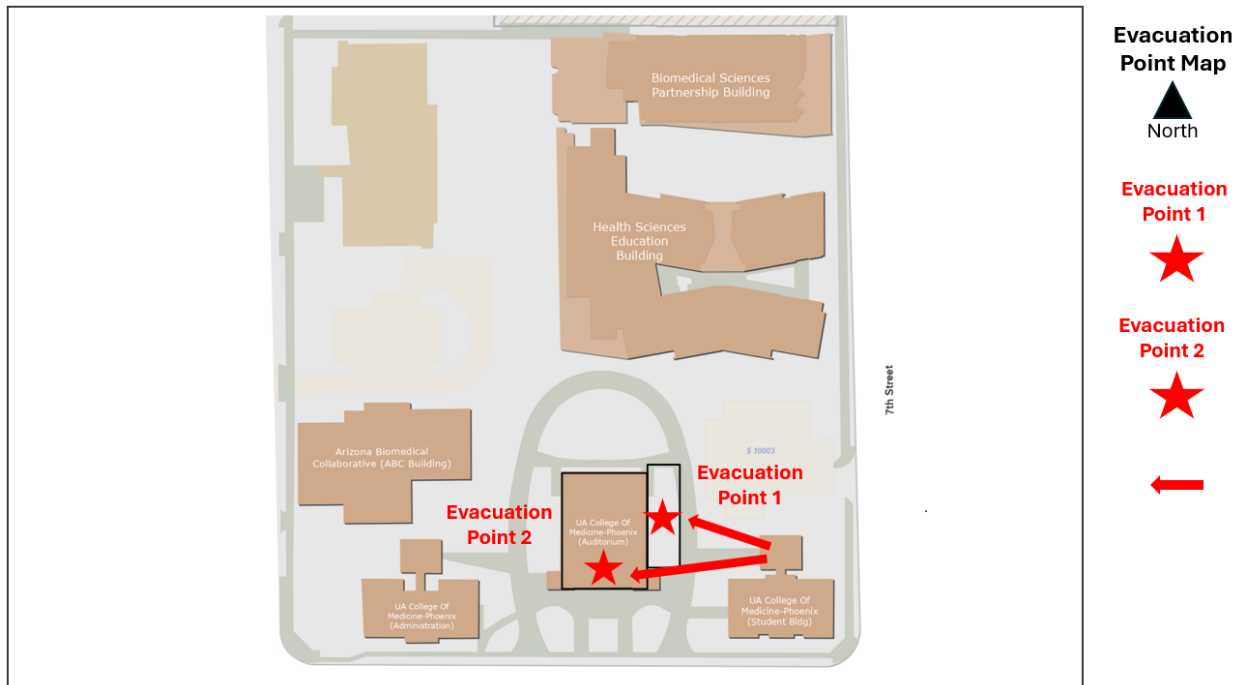 Evacuation
Point Map
North
Evacuation
Point 1
Evacuation
Point 2
Biomedical Sciences
Partnership Building
Health Sciences
Education
Building
7th Street
Arizona Biomedical
Collaborative (ABC Building)
S 10003
Evacuation
Point 1
Evacuation
Point 2
UA College Of
Medicine-Phoenix
(Auditorium)
UA College Of
Medicine-Phoenix
(Administration)
UA College Of
Medicine-Phoenix
(Student Bldg)